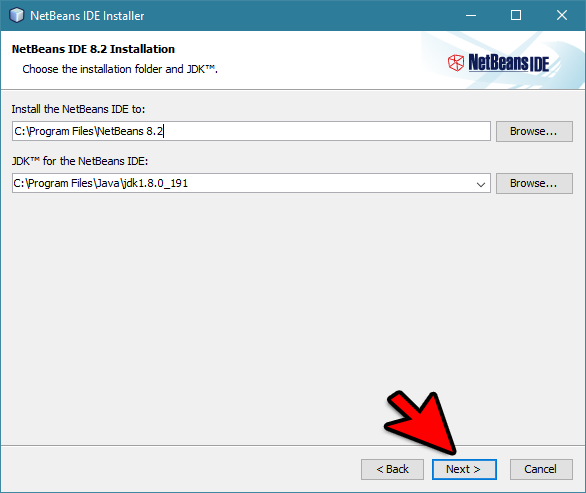 NetBeans IDE Installer
NetBeans IDE 8.2 Installation
Choose the installation folder and JDK™.
NetBeans IDE
Install the NetBeans IDE to:
C:\Program Files\NetBeans 8.2
Browse...
JDK™ for the NetBeans IDE:
C:\Program Files\Java\jdk1.8.0_191
Browse...
< Back
Next >
Cancel